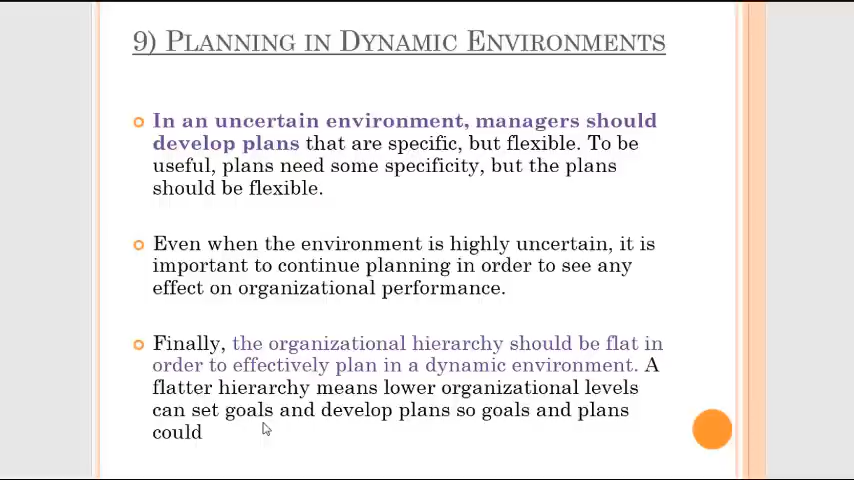 9) PLANNING IN DYNAMIC ENVIRONMENTS
In an uncertain environment, managers should
develop plans that are specific, but flexible. To be
useful, plans need some specificity, but the plans
should be flexible.
Even when the environment is highly uncertain, it is
important to continue planning in order to see any
effect on organizational performance.
Finally, the organizational hierarchy should be flat in
order to effectively plan in a dynamic environment. A
flatter hierarchy means lower organizational levels
can set goals and develop plans so goals and plans
could